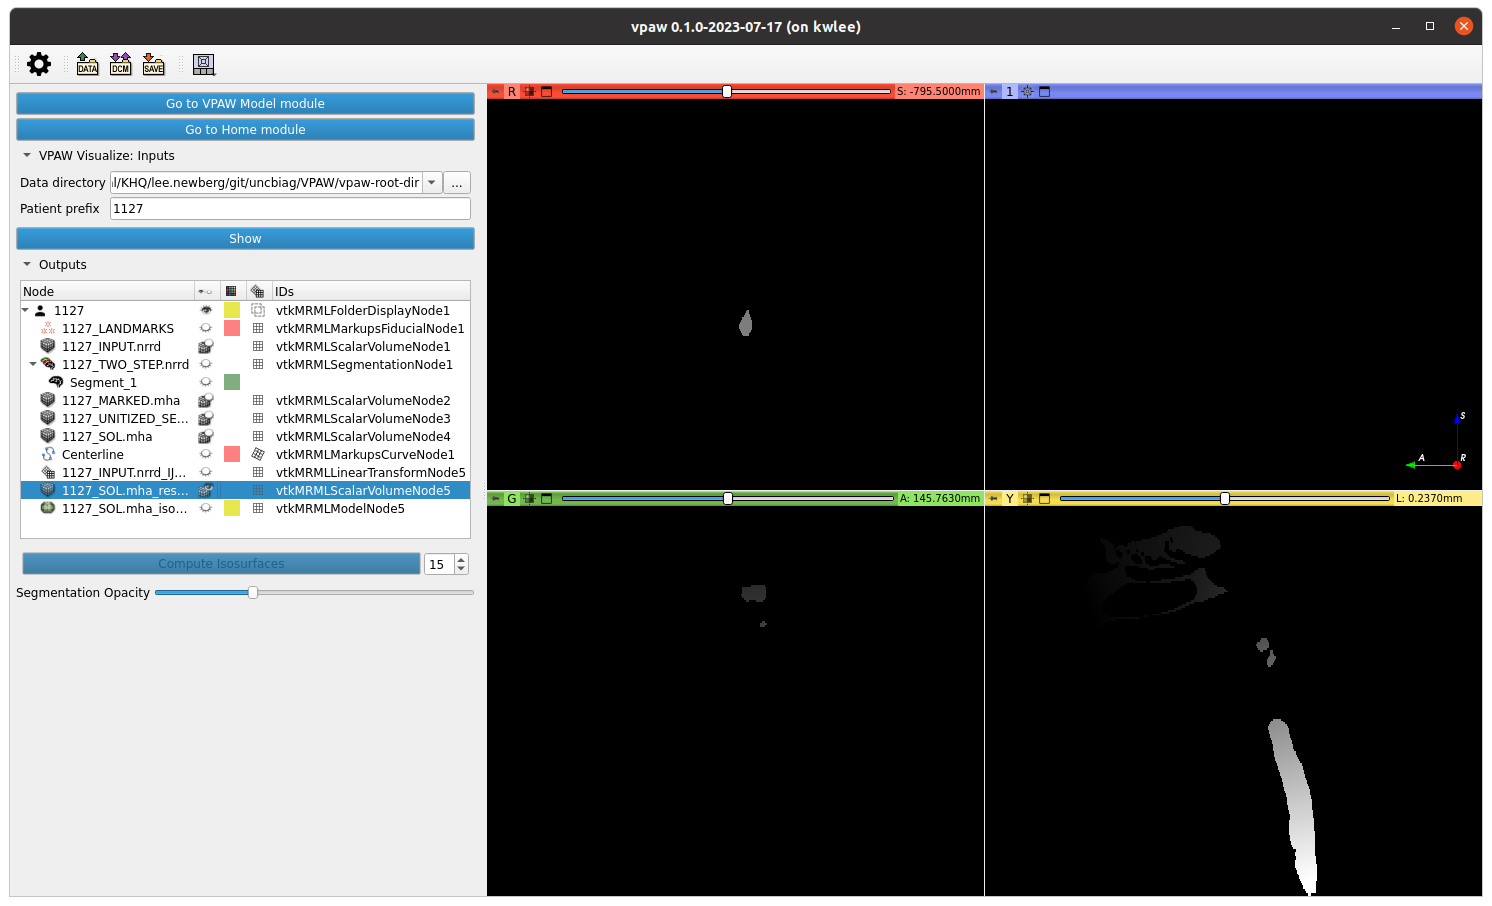 vpaw 0.1.0-2023-07-17 (on kwlee)
DATA DCM SAVE
Go to VPAW Model module
Go to Home module
VPAW Visualize: Inputs
Data directory l/KHQ/lee.newberg/git/uncbiag/VPAW/vpaw-root-dir ...
Patient prefix 1127
Show
Outputs
Node IDs
1127 vtkMRMLFolderDisplayNode1
1127_LANDMARKS vtkMRMLMarkupsFiducialNode1
1127_INPUT.nrrd vtkMRMLScalarVolumeNode1
1127_TWO_STEP.nrrd vtkMRMLSegmentationNode1
Segment_1
1127_MARKED.mha vtkMRMLScalarVolumeNode2
1127_UNITIZED_SE... vtkMRMLScalarVolumeNode3
1127_SOL.mha vtkMRMLScalarVolumeNode4
Centerline vtkMRMLMarkupsCurveNode1
1127_INPUT.nrrd_IJ... vtkMRMLLinearTransformNode5
1127_SOL.mha_res... vtkMRMLScalarVolumeNode5
1127_SOL.mha_iso... vtkMRMLModelNode5
Compute Isosurfaces 15
Segmentation Opacity
R S: -795.5000mm
1
S
A R
G A: 145.7630mm
Y L: 0.2370mm